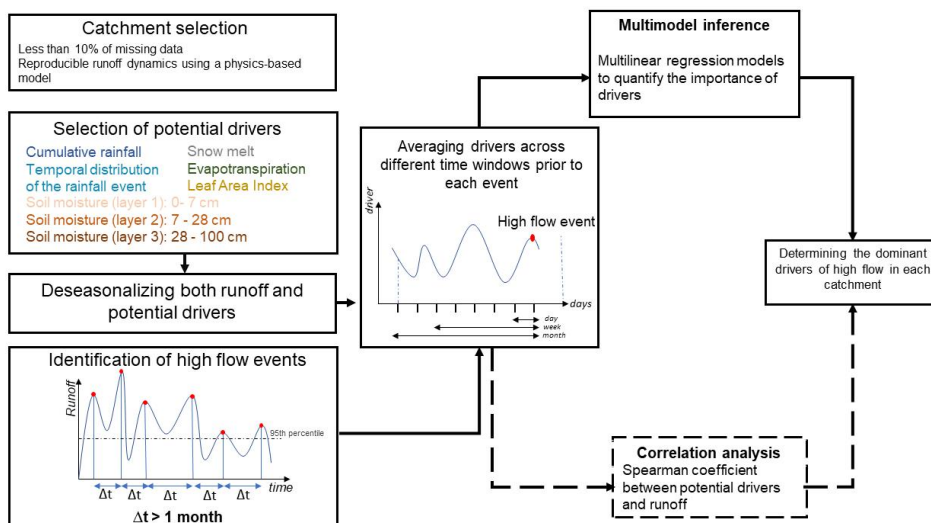 Catchment selection
Less than 10% of missing data
Reproducible runoff dynamics using a physics-based
model
Selection of potential drivers
Cumulative rainfall
Temporal distribution
of the rainfall event
Snow melt
Evapotranspiration
Leaf Area Index
Soil moisture (layer 1): 0- 7 cm
Soil moisture (layer 2): 7 - 28 cm
Soil moisture (layer 3): 28 - 100 cm
Deseasonalizing both runoff and
potential drivers
Identification of high flow events
Runoff
95th percentile
time
Δt Δt Δt Δt Δt
Δt > 1 month
Averaging drivers across
different time windows prior to
each event
driver
High flow event
days
day
week
month
Multimodel inference
Multilinear regression models
to quantify the importance of
drivers
Determining the dominant
drivers of high flow in each
catchment
Correlation analysis
Spearman coefficient
between potential drivers
and runoff